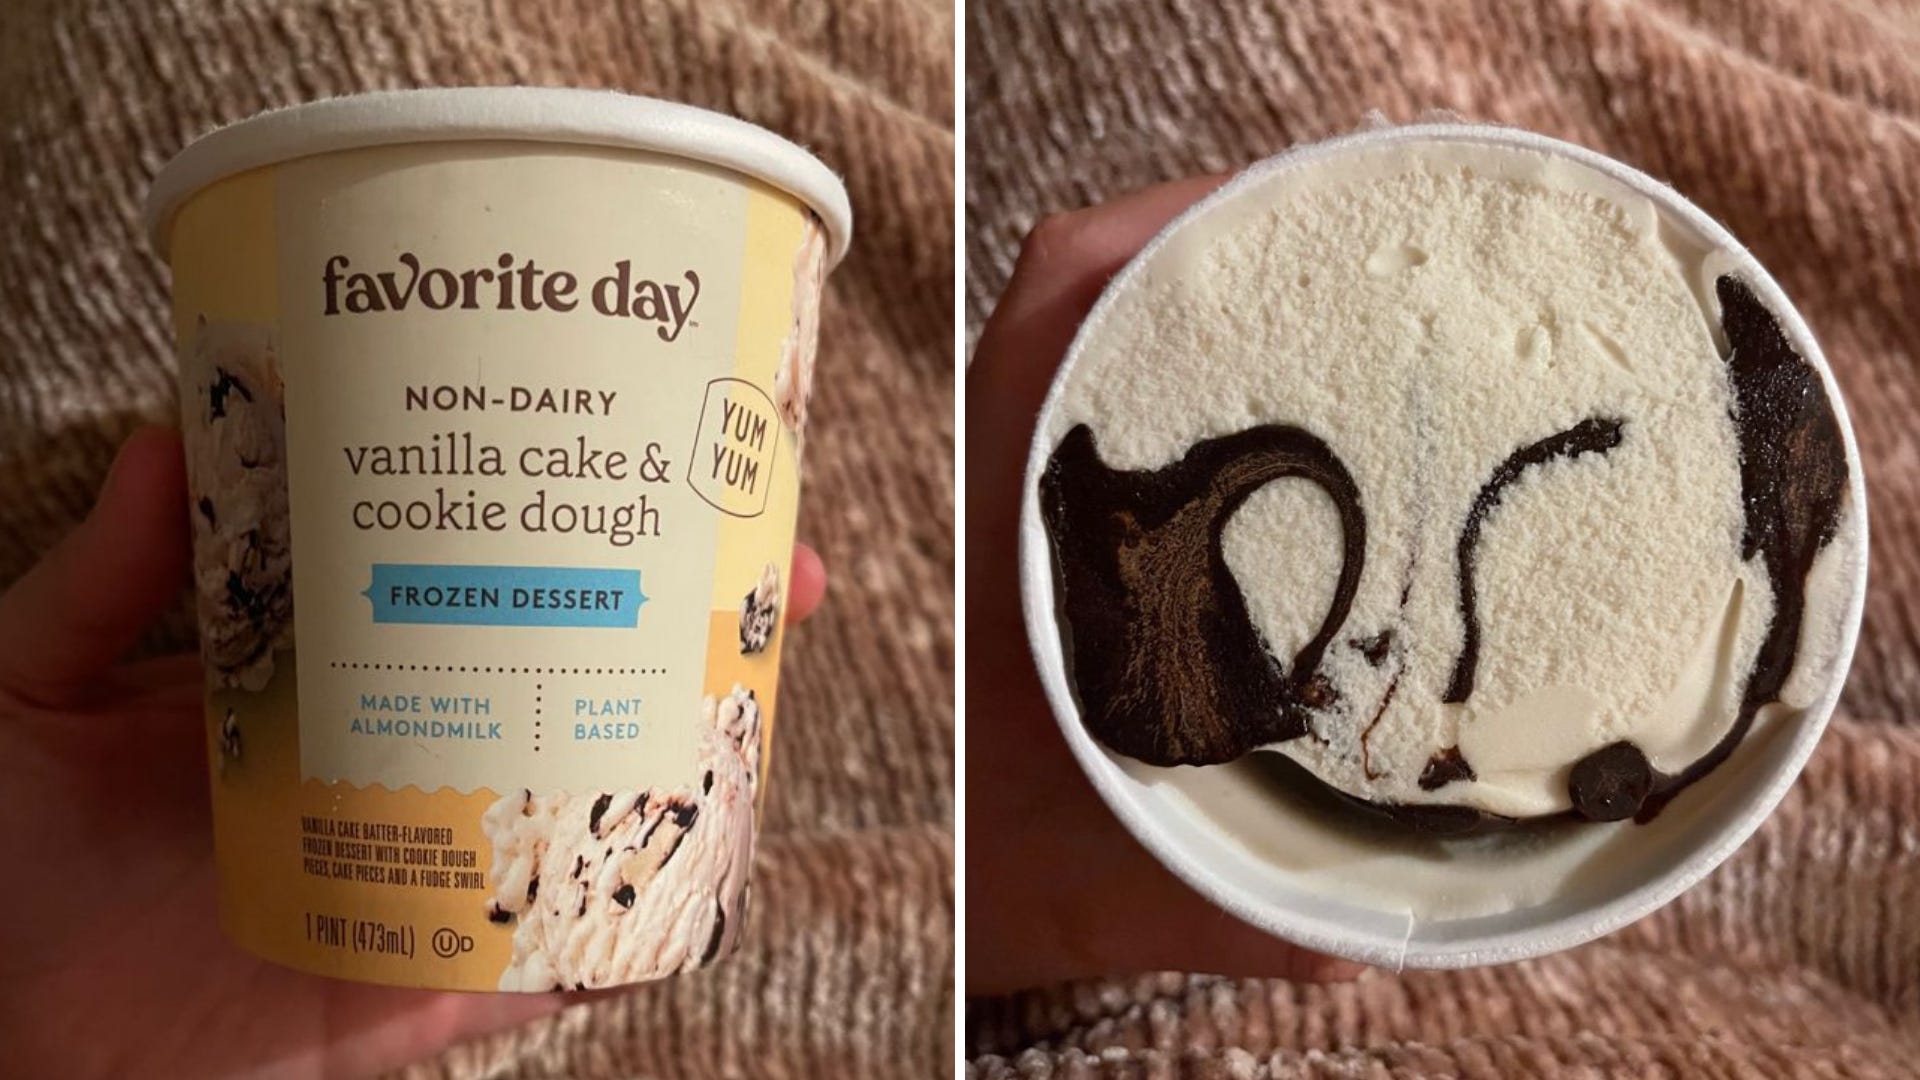 favorite day™
NON-DAIRY
vanilla cake &
cookie dough
YUM
YUM
FROZEN DESSERT
MADE WITH
ALMONDMILK
PLANT
BASED
VANILLA CAKE BATTER-FLAVORED
FROZEN DESSERT WITH COOKIE DOUGH
PIECES, CAKE PIECES AND A FUDGE SWIRL
1 PINT (473mL) Ⓤ D